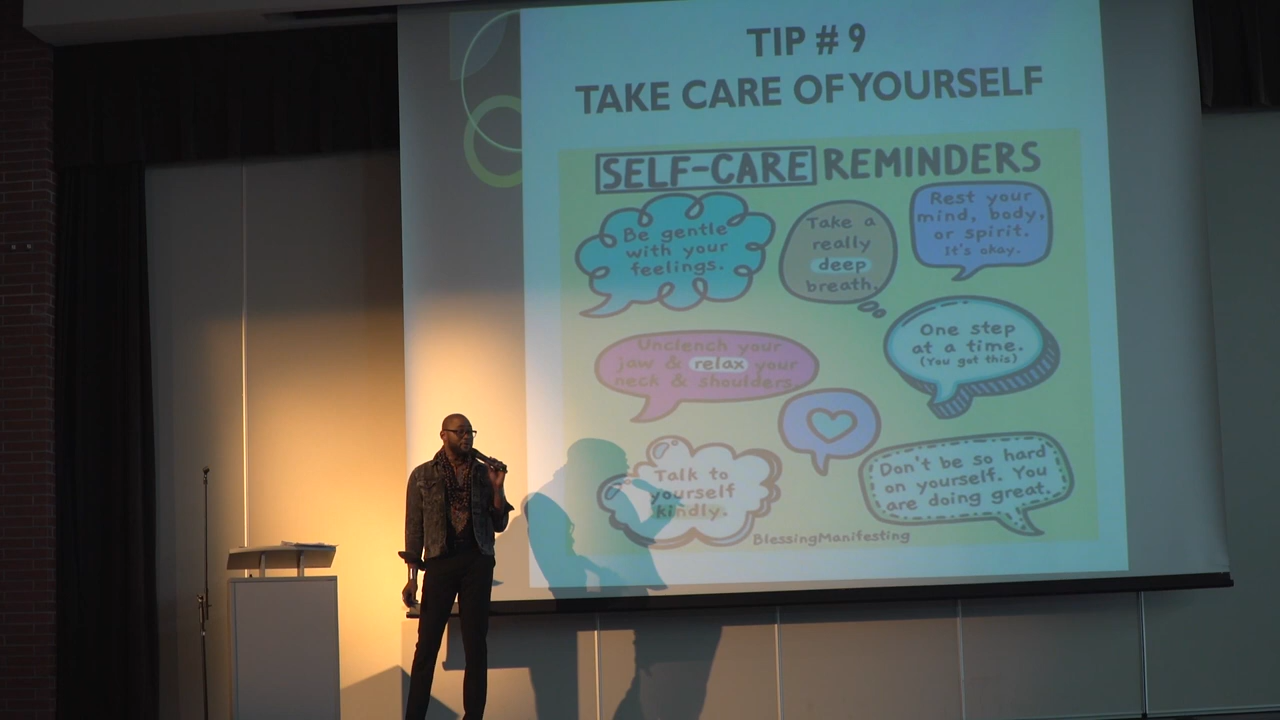 TIP # 9
TAKE CARE OF YOURSELF
SELF-CARE REMINDERS
Be gentle
with your
feelings.
Take a
really
deep
breath.
Rest your
mind, body,
or spirit.
It's okay.
Unclench your
jaw & relax your
neck & shoulders.
One step
at a time.
(You got this)
Talk to
yourself
kindly.
Don't be so hard
on yourself. You
are doing great.
BlessingManifesting